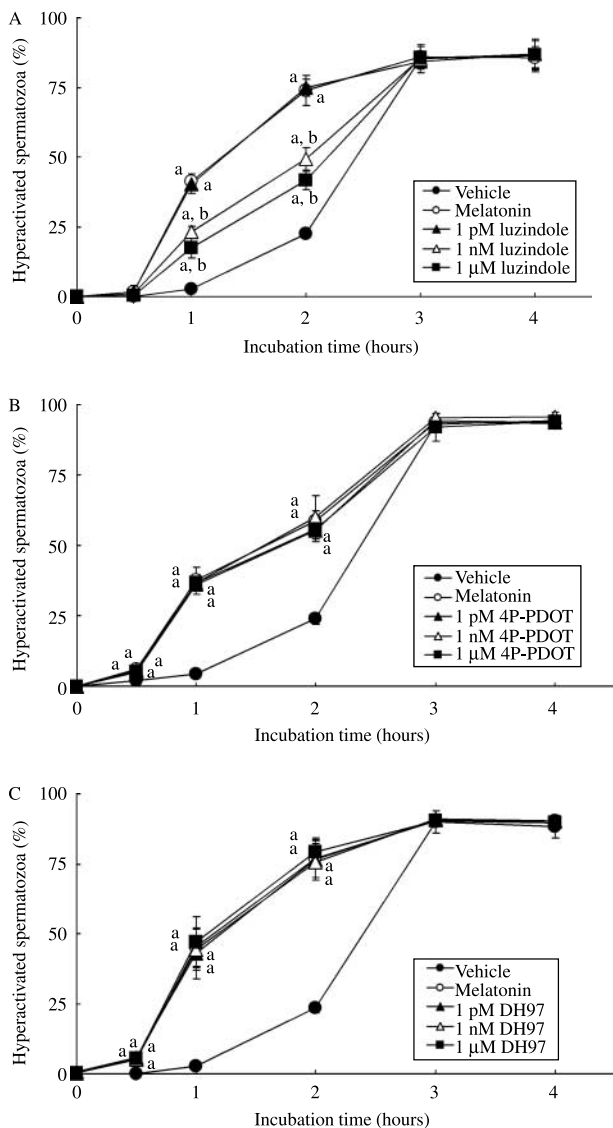 A
Hyperactivated spermatozoa (%)
100
75
50
25
0
a
a
a
a
a, b
a, b
a, b
a, b
Vehicle
Melatonin
1 pM luzindole
1 nM luzindole
1 µM luzindole
0 1 2 3 4
Incubation time (hours)
B
Hyperactivated spermatozoa (%)
100
75
50
25
0
a
a
a
a
a
a
a
a
a a
a a
Vehicle
Melatonin
1 pM 4P-PDOT
1 nM 4P-PDOT
1 µM 4P-PDOT
0 1 2 3 4
Incubation time (hours)
C
Hyperactivated spermatozoa (%)
100
75
50
25
0
a
a
a
a
a
a
a
a
a a
a a
Vehicle
Melatonin
1 pM DH97
1 nM DH97
1 µM DH97
0 1 2 3 4
Incubation time (hours)